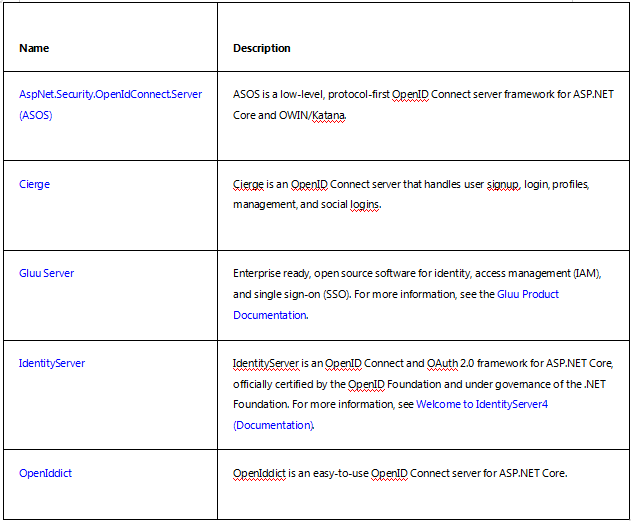 Name
Description
AspNet.Security.OpenIdConnect.Server
(ASOS)
ASOS is a low-level, protocol-first OpenID Connect server framework for ASP.NET
Core and OWIN/Katana.
Cierge
Cierge is an OpenID Connect server that handles user signup, login, profiles,
management, and social logins.
Gluu Server
Enterprise ready, open source software for identity, access management (IAM),
and single sign-on (SSO). For more information, see the Gluu Product
Documentation.
IdentityServer
IdentityServer is an OpenID Connect and OAuth 2.0 framework for ASP.NET Core,
officially certified by the OpenID Foundation and under governance of the .NET
Foundation. For more information, see Welcome to IdentityServer4
(Documentation).
OpenIddict
OpenIddict is an easy-to-use OpenID Connect server for ASP.NET Core.